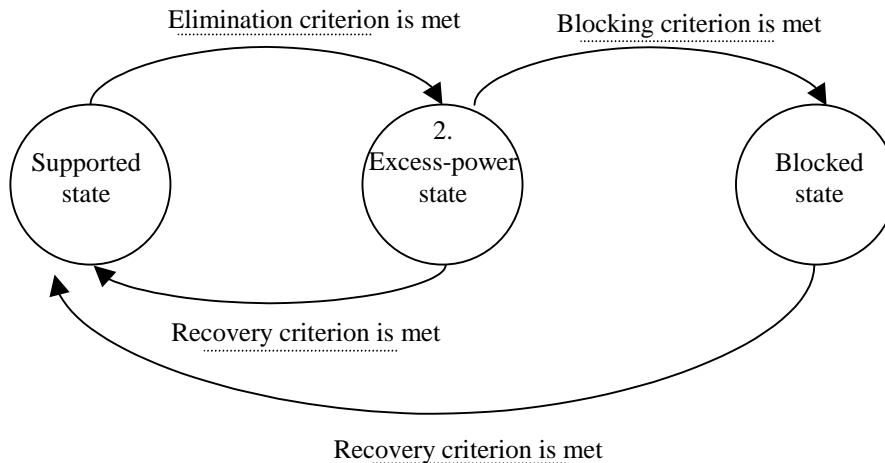 Elimination criterion is met
Blocking criterion is met
Supported
state
2.
Excess-power
state
Blocked
state
Recovery criterion is met
Recovery criterion is met